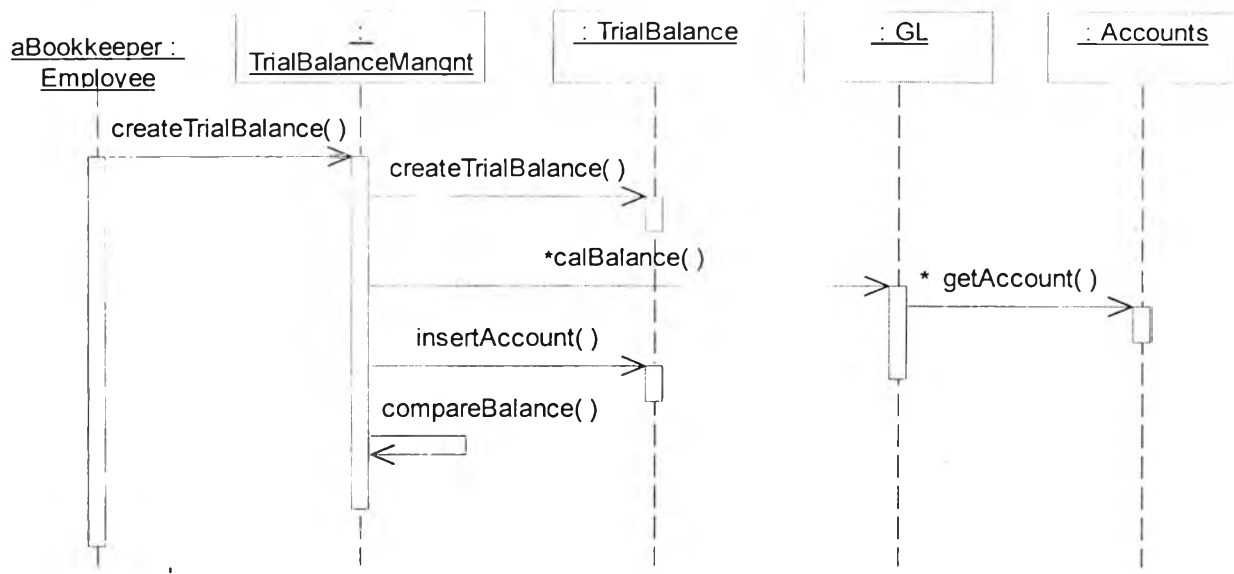 aBookkeeper :
Employee
:
TrialBalanceMangnt
: TrialBalance
: GL
: Accounts
createTrialBalance( )
createTrialBalance( )
*calBalance( )
* getAccount( )
insertAccount( )
compareBalance( )